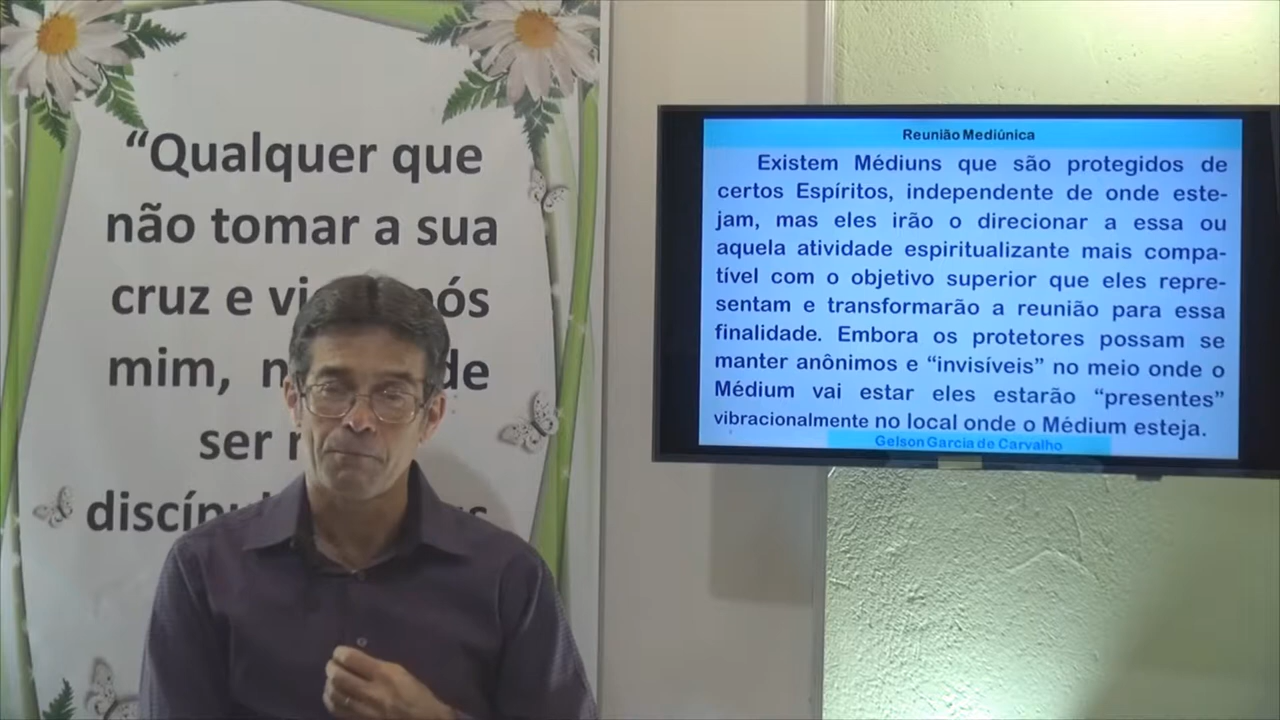 “Qualquer que
não tomar a sua
cruz e
mim,
ser
Reunião Mediúnica
Existem Médiuns que são protegidos de
certos Espíritos, independente de onde este-
jam, mas eles irão o direcionar a essa ou
aquela atividade espiritualizante mais compa-
tível com o objetivo superior que eles repre-
sentam e transformarão a reunião para essa
finalidade. Embora os protetores possam se
manter anônimos e “invisíveis” no meio onde o
Médium vai estar eles estarão “presentes”
vibracionalmente no local onde o Médium esteja.
Gelson Garcia de Carvalho